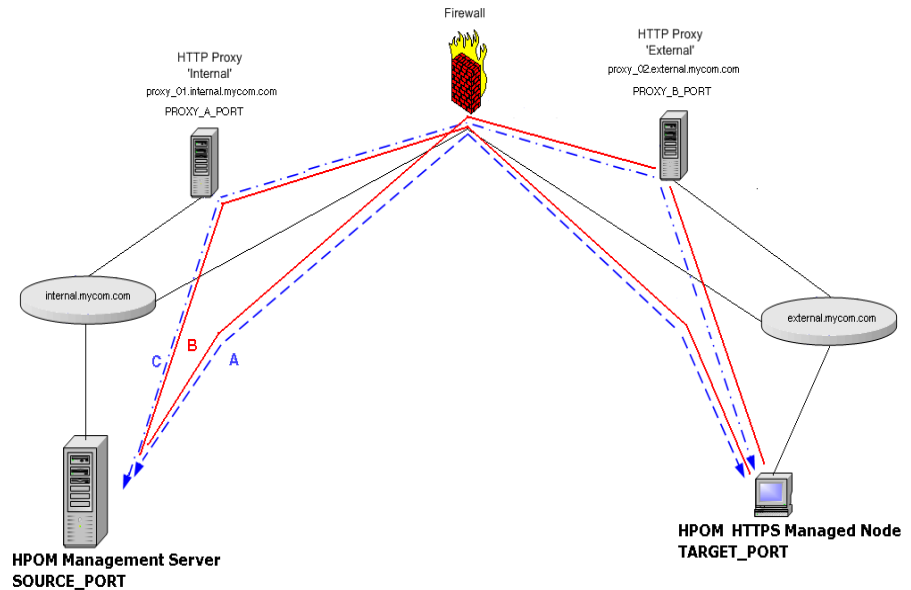 Firewall
HTTP Proxy
'Internal'
proxy_01.internal.mycom.com
PROXY_A_PORT
HTTP Proxy
'External'
proxy_02.external.mycom.com
PROXY_B_PORT
internal.mycom.com
external.mycom.com
C
B
A
HPOM Management Server
SOURCE_PORT
HPOM HTTPS Managed Node
TARGET_PORT